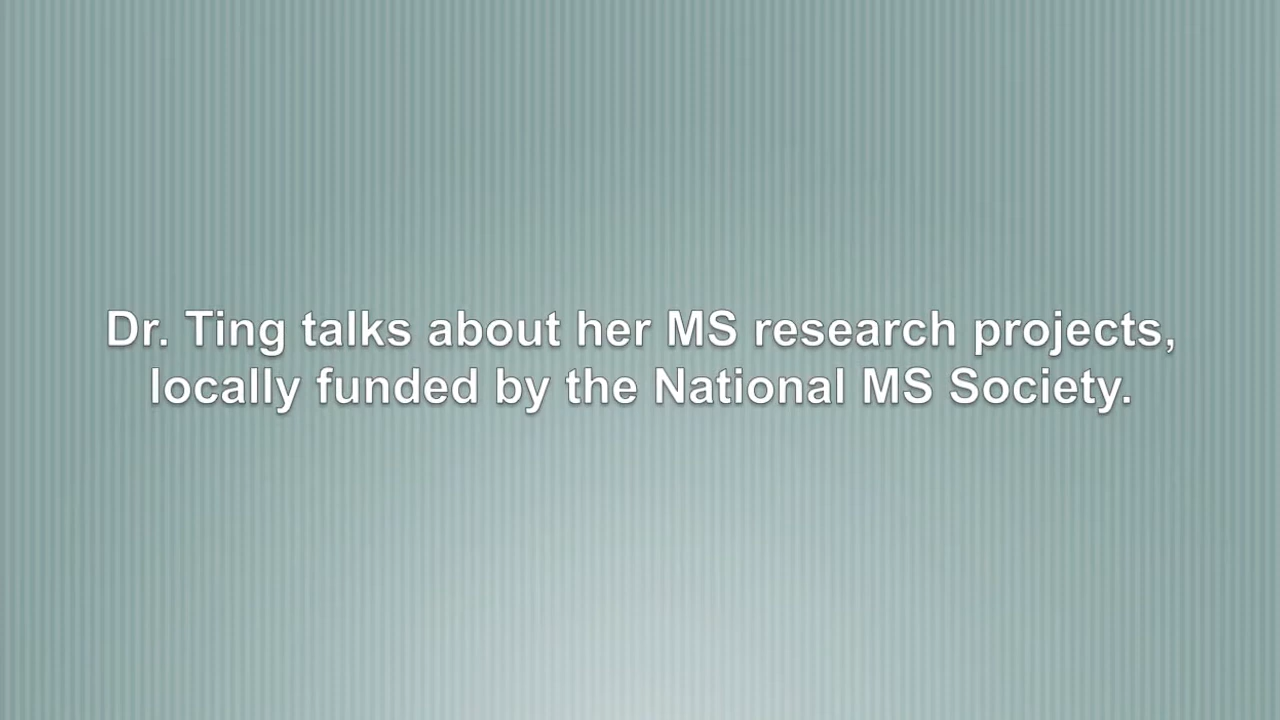 Dr. Ting talks about her MS research projects,
locally funded by the National MS Society.